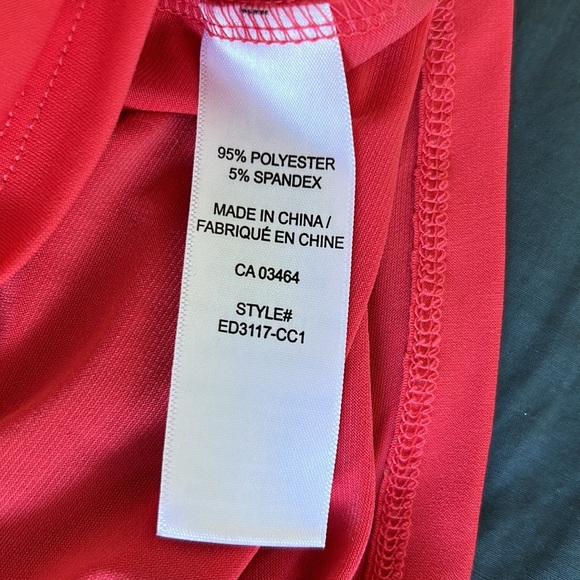 95% POLYESTER
5% SPANDEX
MADE IN CHINA /
FABRIQUÉ EN CHINE
CA 03464
STYLE#
ED3117-CC1